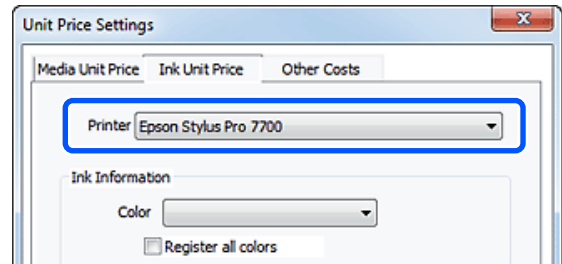 Unit Price Settings
Media Unit Price Ink Unit Price Other Costs
Printer Epson Stylus Pro 7700
Ink Information
Color
Register all colors